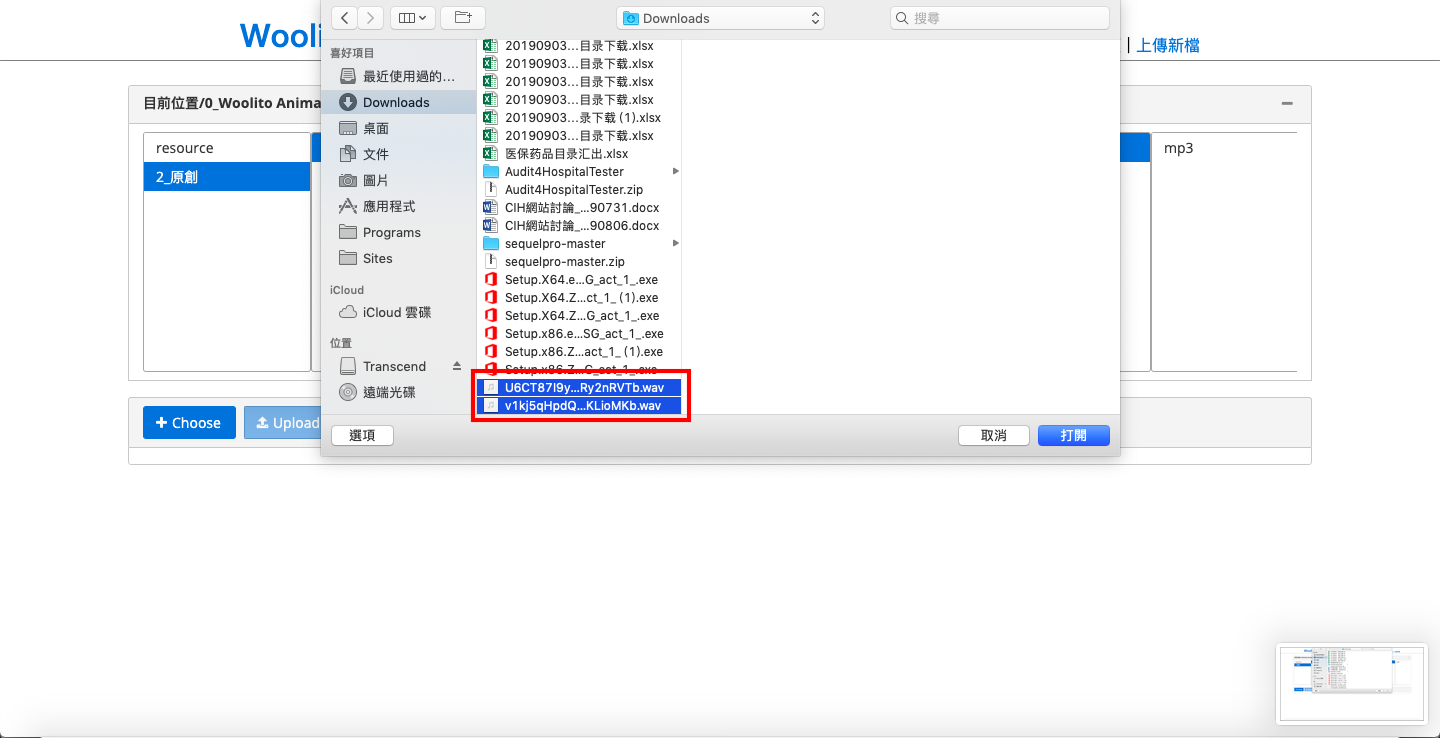 Woolito
Downloads
搜尋
上傳新檔
喜好項目
最近使用過的…
Downloads
桌面
文件
圖片
應用程式
Programs
Sites
iCloud
iCloud 雲碟
位置
Transcend
遠端光碟
20190903...目录下载.xlsx
20190903...目录下载.xlsx
20190903...目录下载.xlsx
20190903...目录下载.xlsx
20190903...录下载 (1).xlsx
20190903...目录下载.xlsx
医保药品目录汇出.xlsx
Audit4HospitalTester
Audit4HospitalTester.zip
CIH網站討論_...90731.docx
CIH網站討論_...90806.docx
sequelpro-master
sequelpro-master.zip
Setup.X64.e...G_act_1_.exe
Setup.X64.Z...ct_1_ (1).exe
Setup.X64.Z...G_act_1_.exe
Setup.x86.e...SG_act_1_.exe
Setup.x86.Z...act_1_ (1).exe
Setup.x86.Z...G_act_1_.exe
U6CT87I9y...Ry2nRVTb.wav
v1kj5qHpdQ...KLioMKb.wav
目前位置/0_Woolito Anima
resource
2_原創
mp3
Choose
Upload
選項
取消
打開